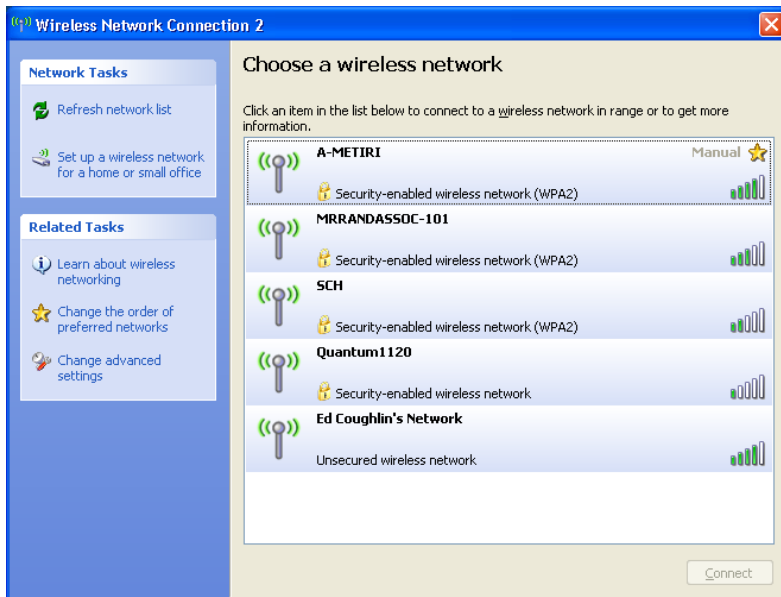 Wireless Network Connection 2
Network Tasks
Refresh network list
Set up a wireless network
for a home or small office
Related Tasks
Learn about wireless
networking
Change the order of
preferred networks
Change advanced
settings
Choose a wireless network
Click an item in the list below to connect to a wireless network in range or to get more
information.
A-METIRI
Manual
Security-enabled wireless network (WPA2)
MRRANDASSOC-101
Security-enabled wireless network (WPA2)
SCH
Security-enabled wireless network (WPA2)
Quantum1120
Security-enabled wireless network
Ed Coughlin's Network
Unsecured wireless network
Connect